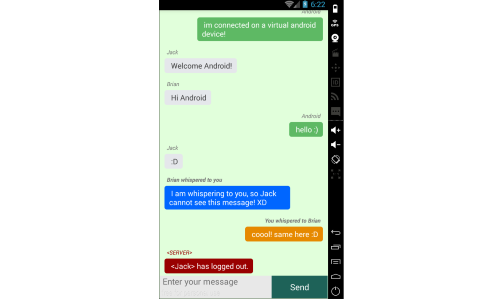 6:22
Android
im connected on a virtual android
device!
Jack
Welcome Android!
Brian
Hi Android
Android
hello :)
Jack
:D
Brian whispered to you
I am whispering to you, so Jack
cannot see this message! XD
You whispered to Brian
coool! same here :D
<SERVER>
<Jack> has logged out.
Enter your message
Send